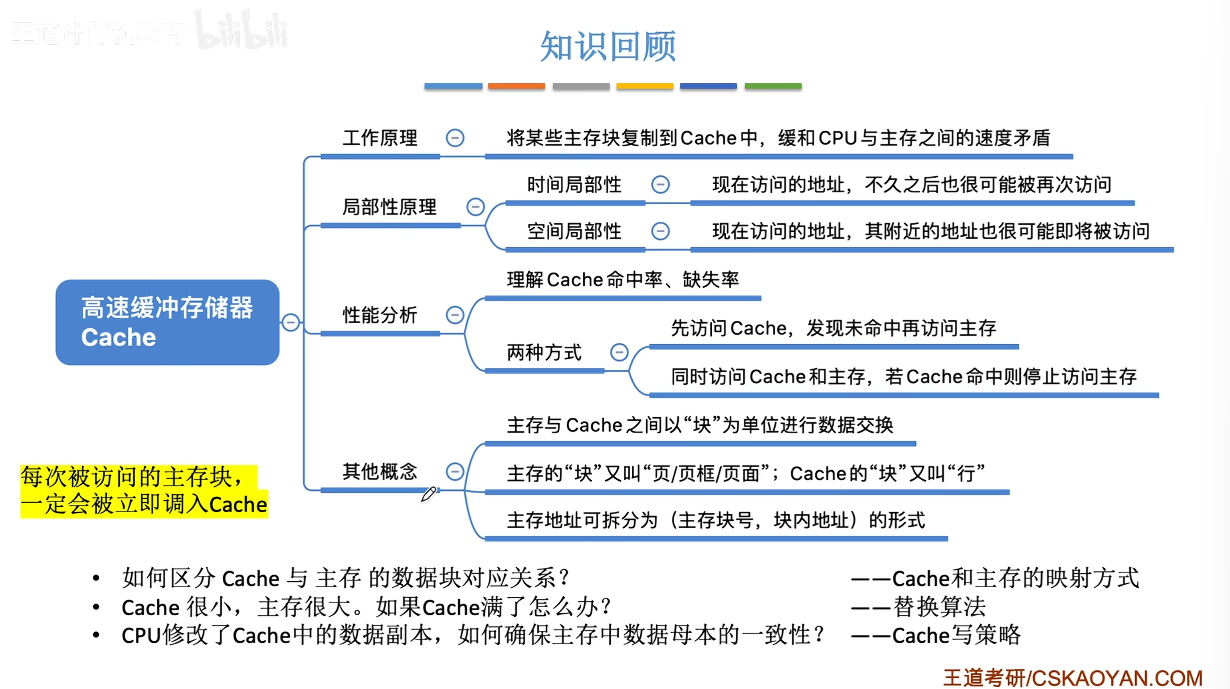 bilibili
知识回顾
工作原理
将某些主存块复制到Cache中，缓和CPU与主存之间的速度矛盾
局部性原理
时间局部性
现在访问的地址，不久之后也很可能被再次访问
空间局部性
现在访问的地址，其附近的地址也很可能即将被访问
高速缓冲存储器
Cache
性能分析
理解Cache命中率、缺失率
两种方式
先访问Cache，发现未命中再访问主存
同时访问Cache和主存，若Cache命中则停止访问主存
其他概念
主存与Cache之间以“块”为单位进行数据交换
主存的“块”又叫“页/页框/页面”；Cache的“块”又叫“行”
主存地址可拆分为（主存块号，块内地址）的形式
每次被访问的主存块，
一定会被立即调入Cache
• 如何区分 Cache 与 主存 的数据块对应关系？ ——Cache和主存的映射方式
• Cache 很小，主存很大。如果Cache满了怎么办？ ——替换算法
• CPU修改了Cache中的数据副本，如何确保主存中数据母本的一致性？ ——Cache写策略
王道考研/CSKAOYAN.COM